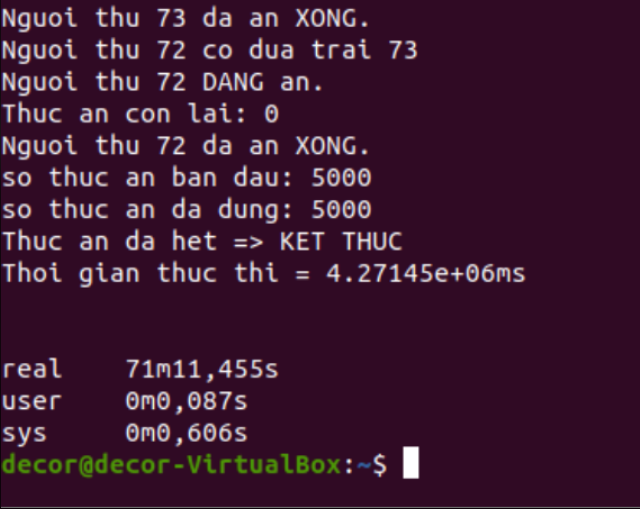 Nguoi thu 73 da an XONG.
Nguoi thu 72 co dua trai 73
Nguoi thu 72 DANG an.
Thuc an con lai: 0
Nguoi thu 72 da an XONG.
so thuc an ban dau: 5000
so thuc an da dung: 5000
Thuc an da het => KET THUC
Thoi gian thuc thi = 4.27145e+06ms
real 71m11,455s
user 0m0,087s
sys 0m0,606s
decor@decor-VirtualBox:~$